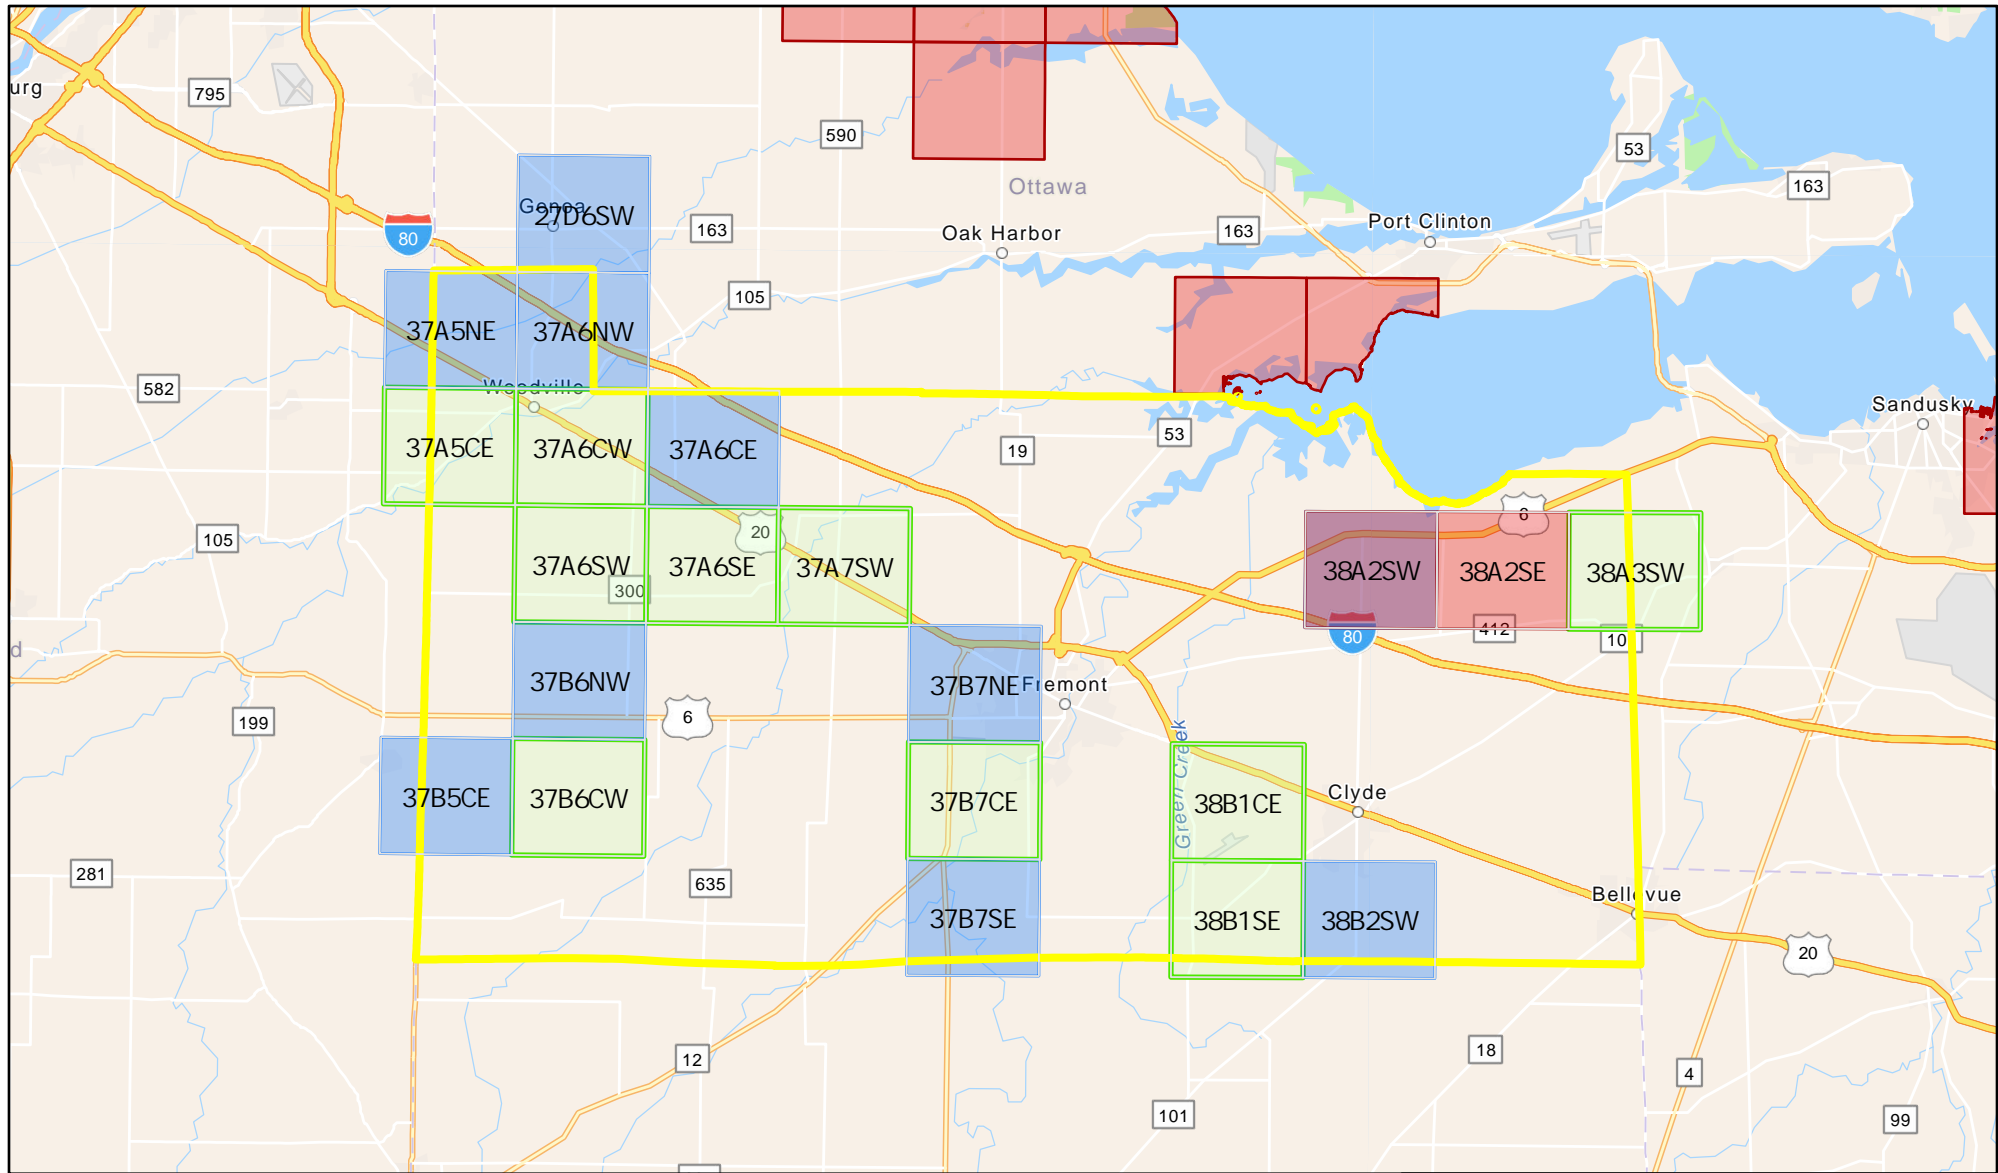 urg
795
590
53
163
Ottawa
Genoa
27D6SW
163
Oak Harbor
163
Port Clinton
80
105
37A5NE
37A6NW
582
Woodville
Sandusky
53
19
37A5CE
37A6CW
37A6CE
6
105
20
37A6SW
37A6SE
37A7SW
38A2SW
38A2SE
38A3SW
300
80
412
10
d
37B6NW
37B7NE
Fremont
199
6
Green Creek
37B5CE
37B6CW
37B7CE
38B1CE
Clyde
281
635
Bellevue
37B7SE
38B1SE
38B2SW
20
12
18
4
101
99